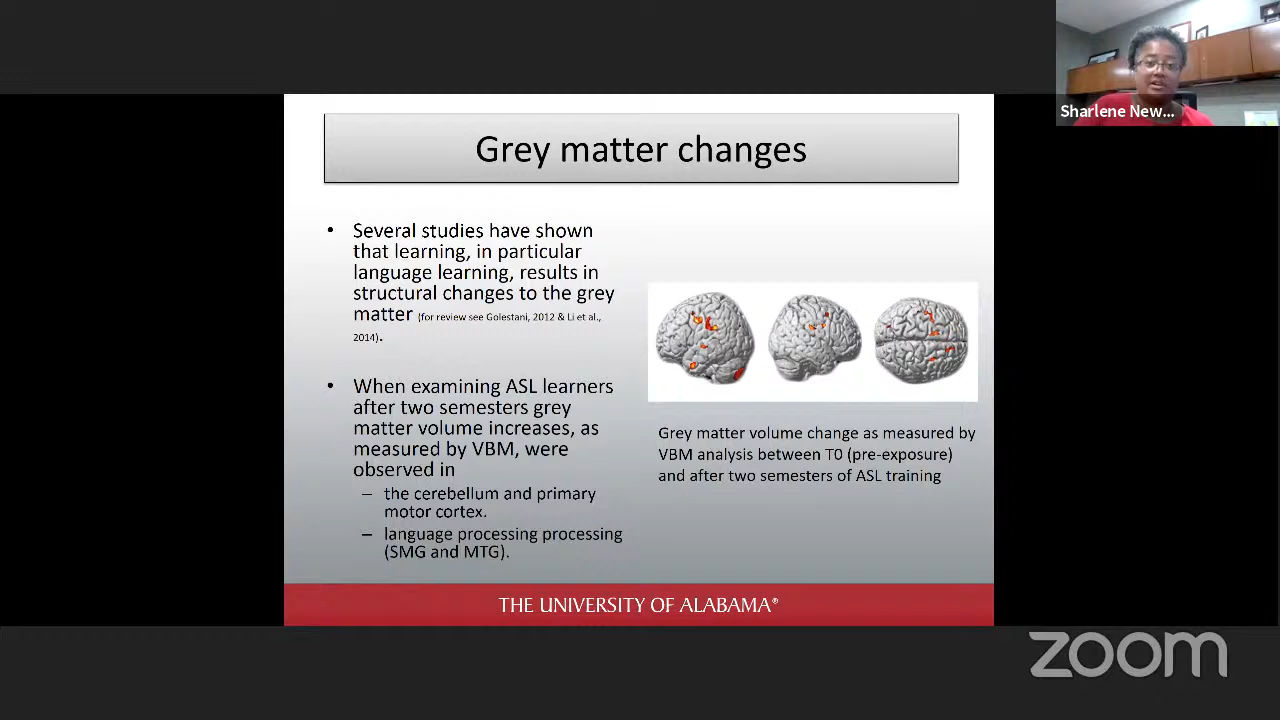 Sharlene New...
Grey matter changes
• Several studies have shown
that learning, in particular
language learning, results in
structural changes to the grey
matter (for review see Golestani, 2012 & Li et al.,
2014).
• When examining ASL learners
after two semesters grey
matter volume increases, as
measured by VBM, were
observed in
– the cerebellum and primary
motor cortex.
– language processing processing
(SMG and MTG).
Grey matter volume change as measured by
VBM analysis between T0 (pre-exposure)
and after two semesters of ASL training
THE UNIVERSITY OF ALABAMA®
zoom